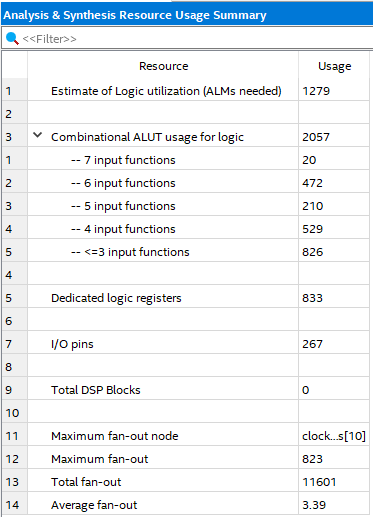 Analysis & Synthesis Resource Usage Summary
<<Filter>>
Resource Usage
1 Estimate of Logic utilization (ALMs needed) 1279
2
3 Combinational ALUT usage for logic 2057
1 -- 7 input functions 20
2 -- 6 input functions 472
3 -- 5 input functions 210
4 -- 4 input functions 529
5 -- <=3 input functions 826
4
5 Dedicated logic registers 833
6
7 I/O pins 267
8
9 Total DSP Blocks 0
10
11 Maximum fan-out node clock...s[10]
12 Maximum fan-out 823
13 Total fan-out 11601
14 Average fan-out 3.39